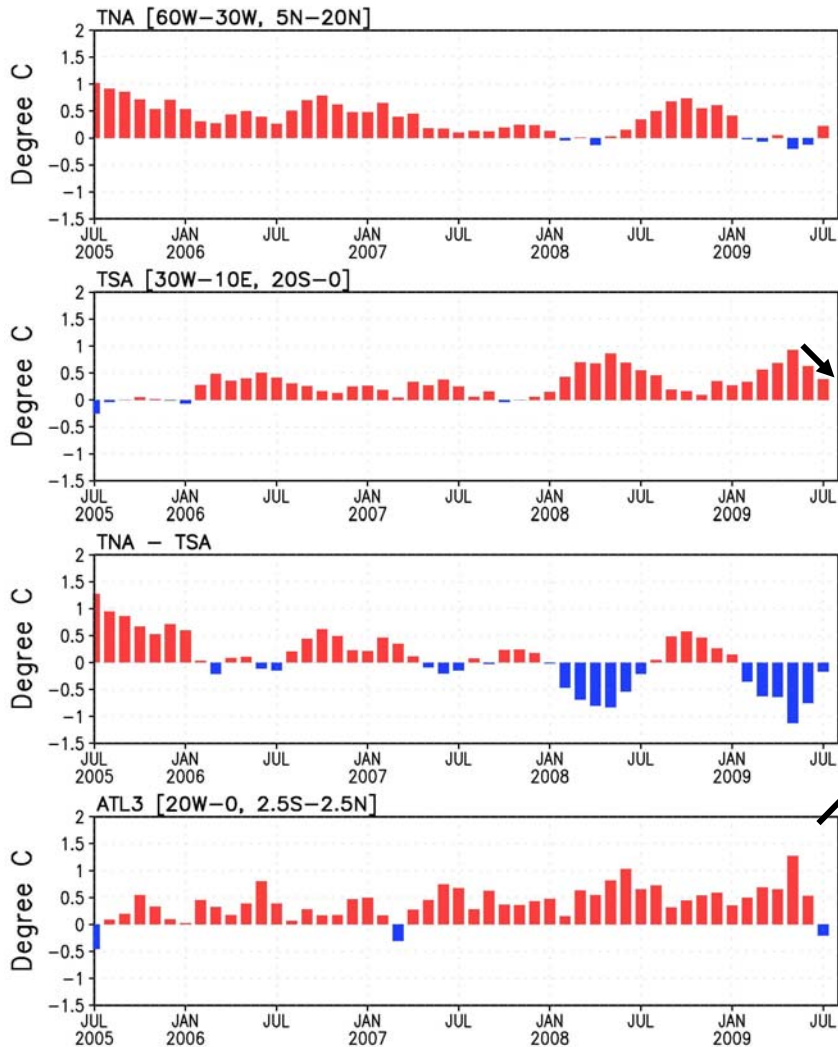 TNA [60W-30W, 5N-20N]
Degree C
2
1.5
1
0.5
0
-0.5
-1
-1.5
JUL JAN JUL JAN JUL JAN JUL JAN JUL
2005 2006 2007 2008 2009
TSA [30W-10E, 20S-0]
Degree C
2
1.5
1
0.5
0
-0.5
-1
-1.5
JUL JAN JUL JAN JUL JAN JUL JAN JUL
2005 2006 2007 2008 2009
TNA - TSA
Degree C
2
1.5
1
0.5
0
-0.5
-1
-1.5
JUL JAN JUL JAN JUL JAN JUL JAN JUL
2005 2006 2007 2008 2009
ATL3 [20W-0, 2.5S-2.5N]
Degree C
2
1.5
1
0.5
0
-0.5
-1
-1.5
JUL JAN JUL JAN JUL JAN JUL JAN JUL
2005 2006 2007 2008 2009